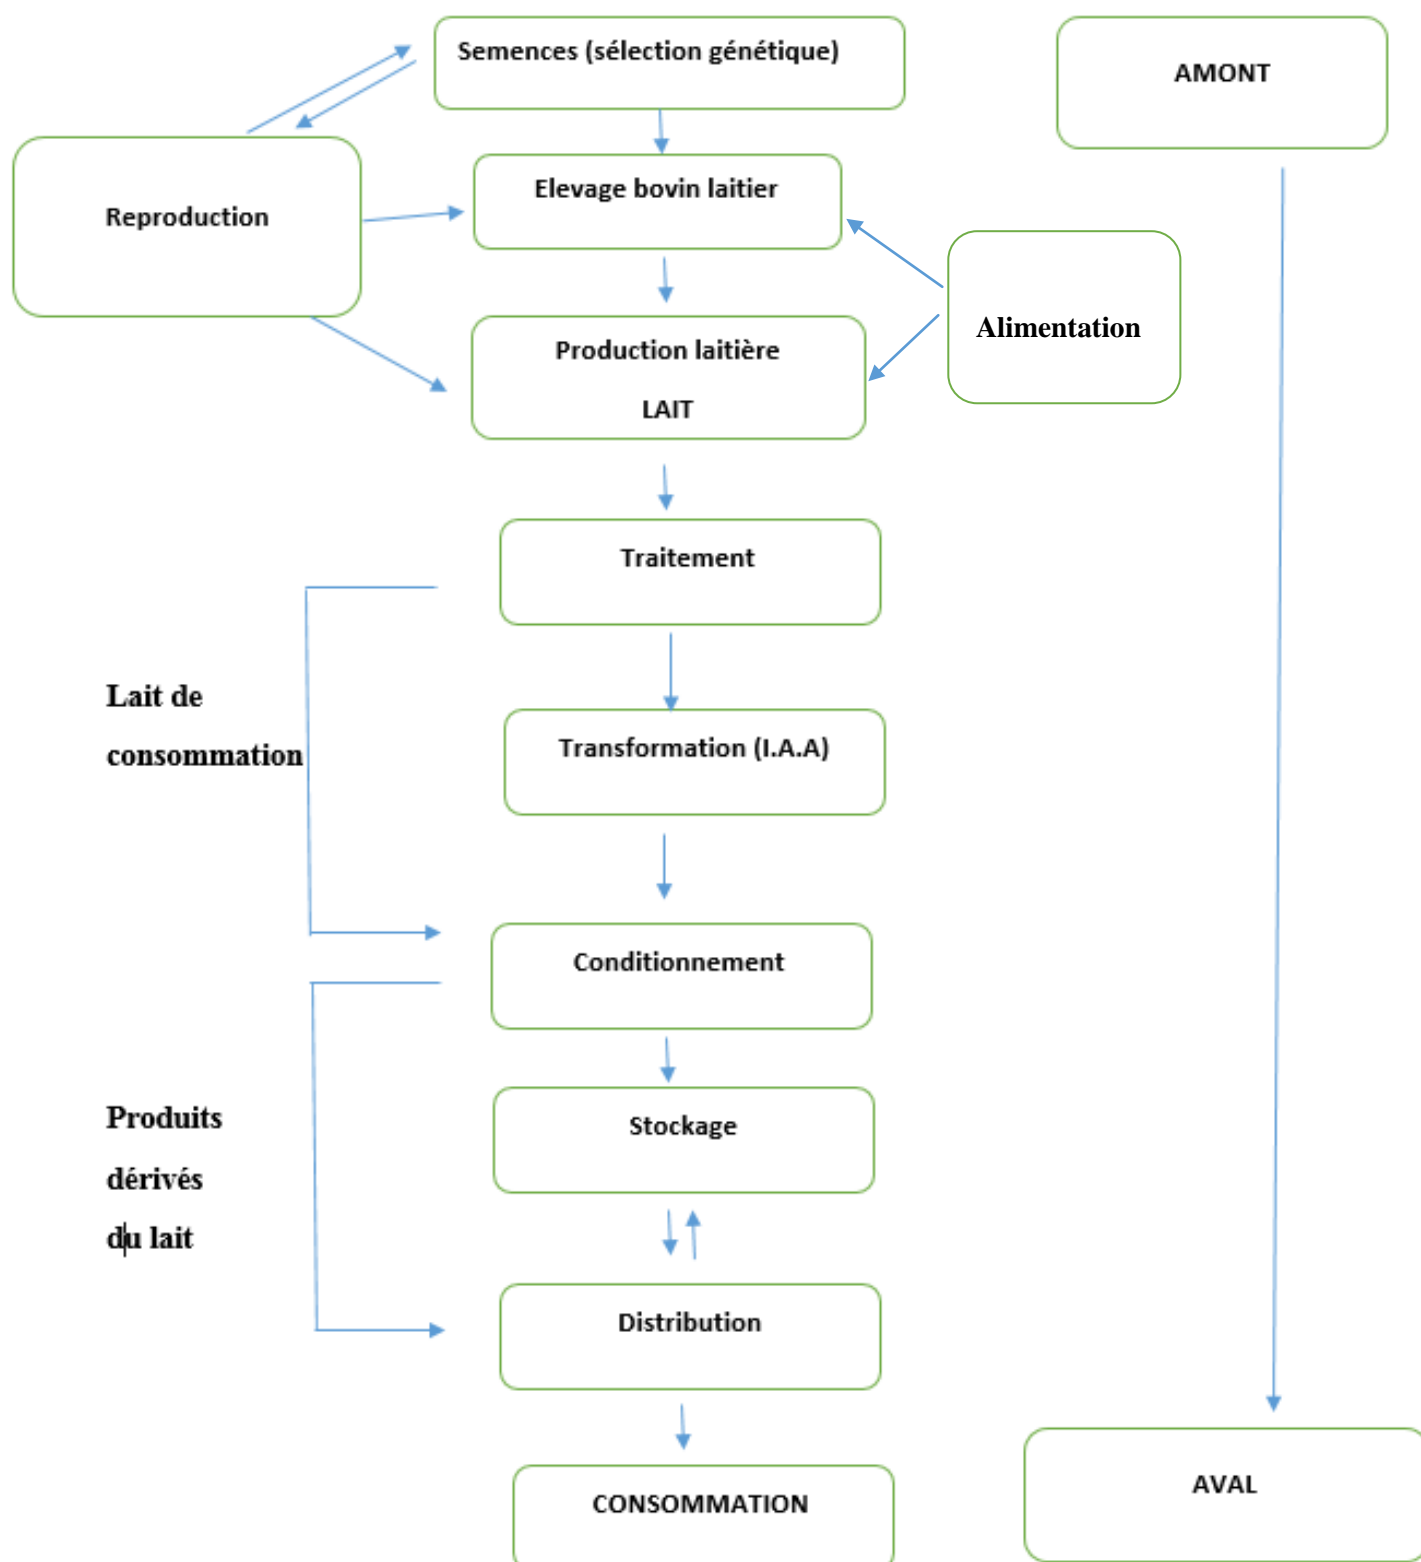 Semences (sélection génétique)
AMONT
Elevage bovin laitier
Reproduction
Alimentation
Production laitière
LAIT
Traitement
Lait de
consommation
Transformation (I.A.A)
Conditionnement
Produits
dérivés
du lait
Stockage
Distribution
AVAL
CONSOMMATION